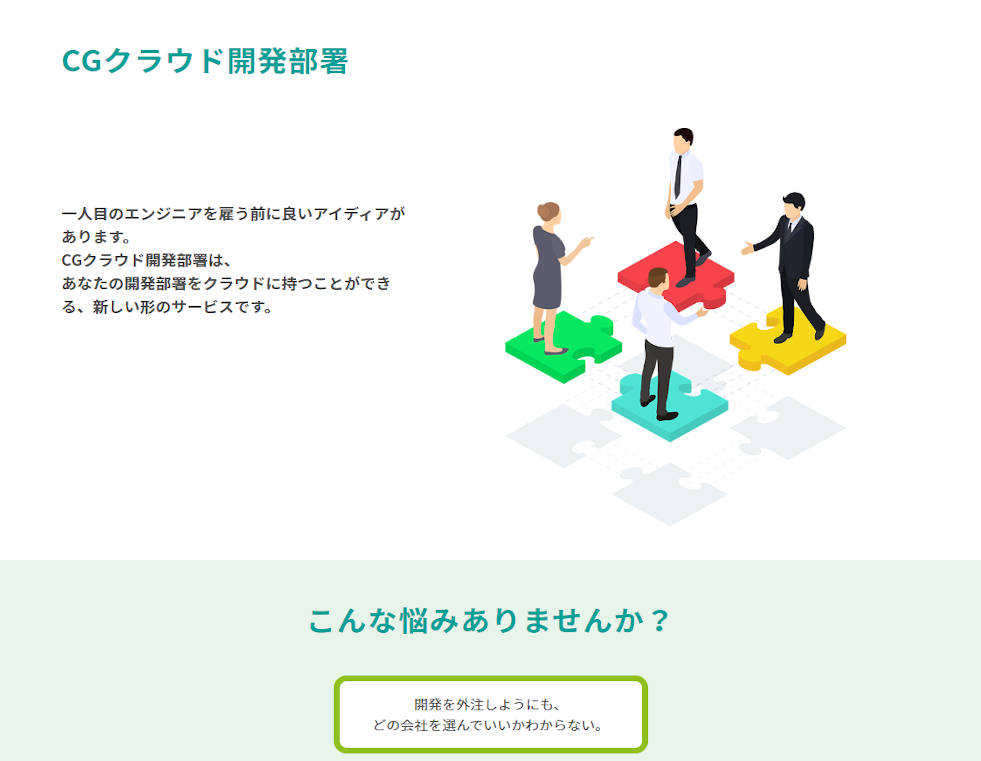 CGクラウド開発部署
一人目のエンジニアを雇う前に良いアイディアが
あります。
CGクラウド開発部署は、
あなたの開発部署をクラウドに持つことができ
る、新しい形のサービスです。
こんな悩みありませんか？
開発を外注しようにも、
どの会社を選んでいいかわからない。